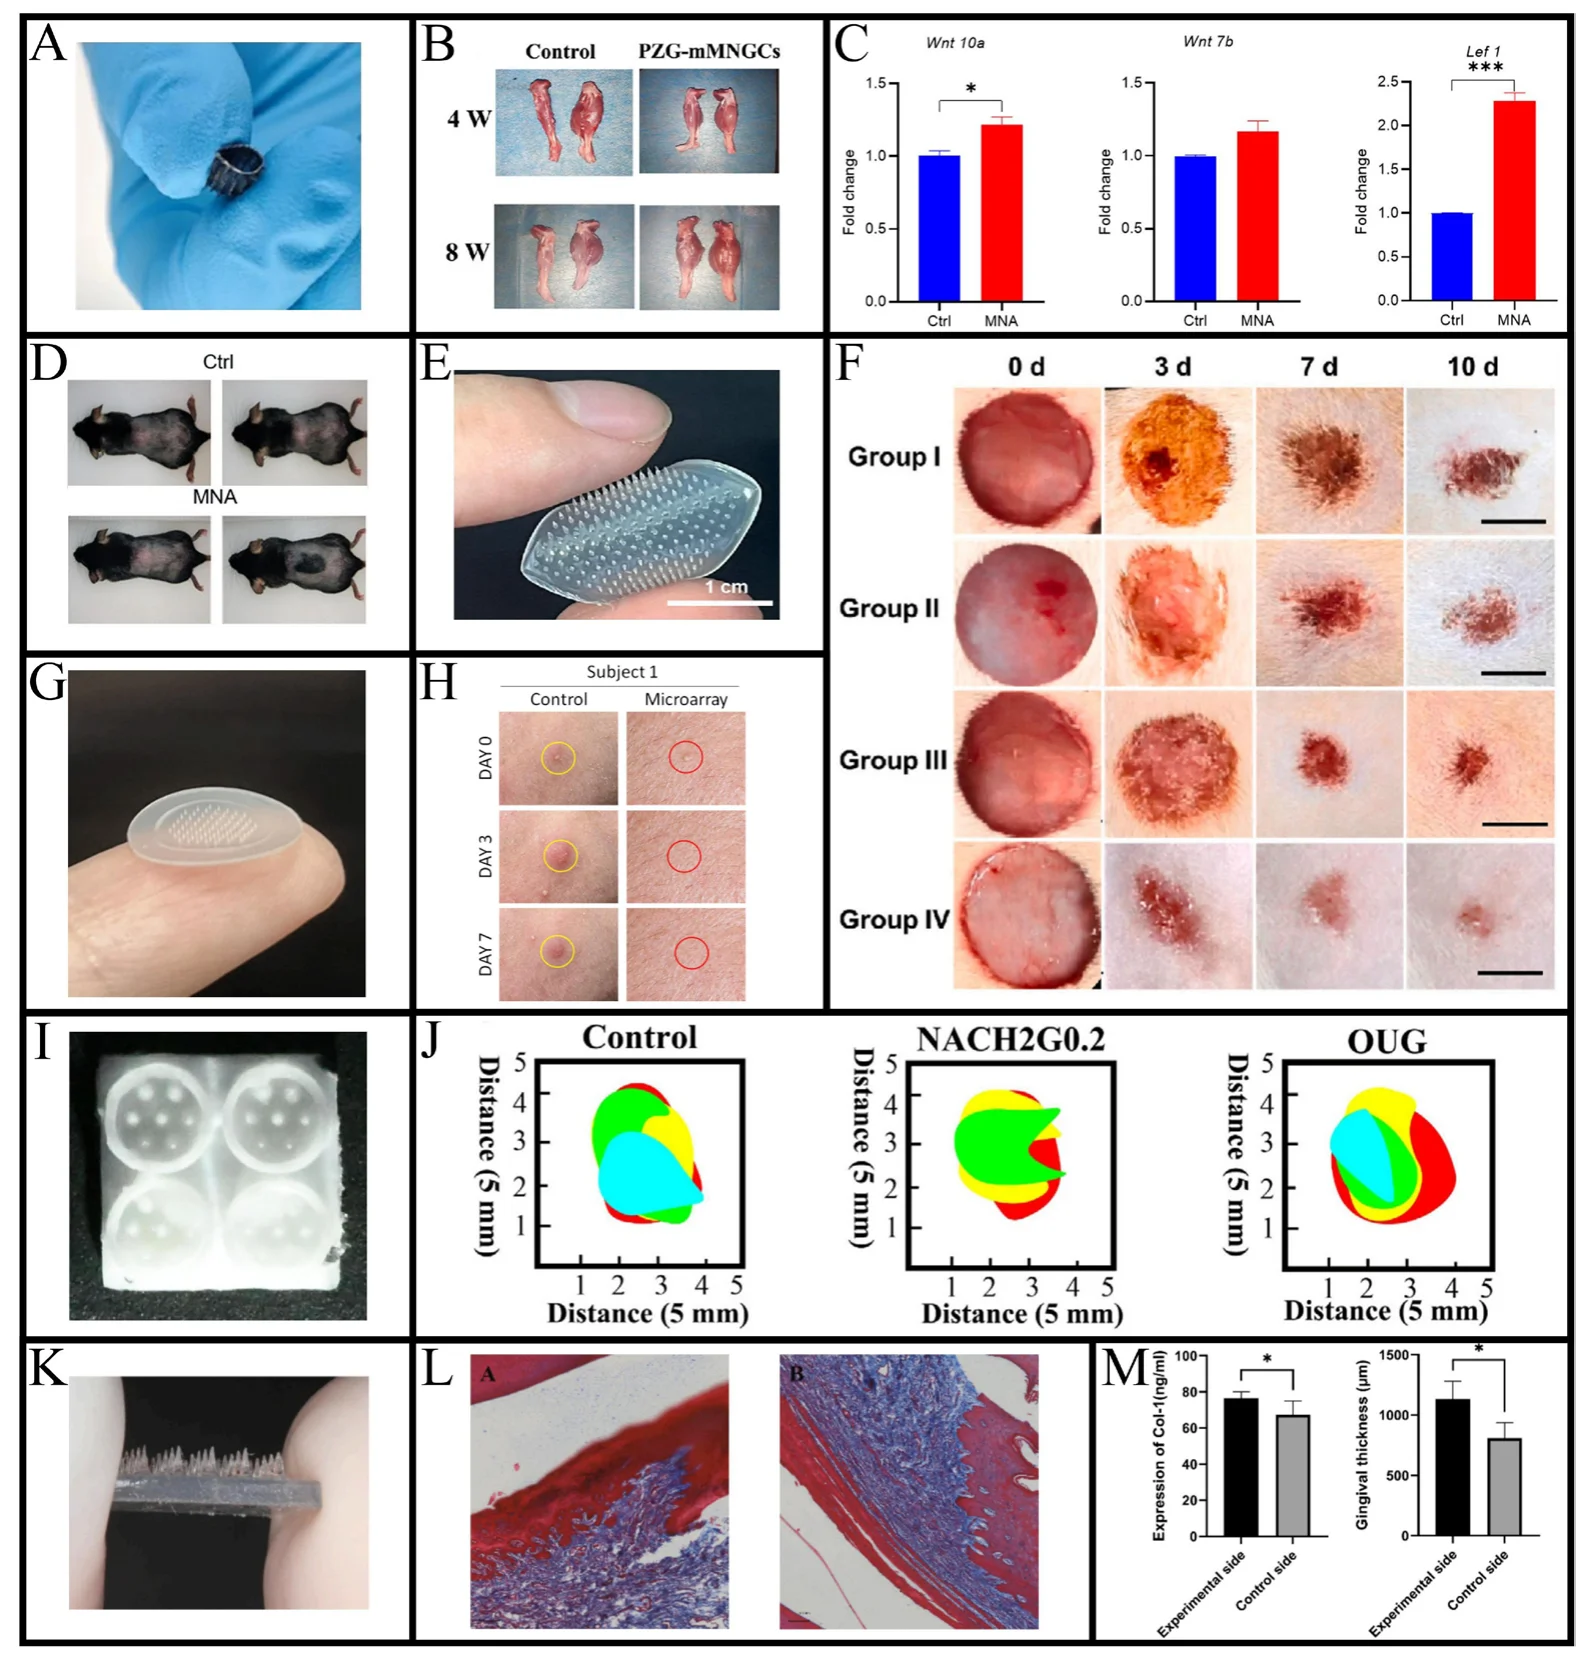 A
B
Control PZG-mMNGCs
4 W
8 W
C
Wnt 10a
*
1.5
1.0
0.5
0.0
Fold change
Ctrl MNA
Wnt 7b
1.5
1.0
0.5
0.0
Fold change
Ctrl MNA
Lef 1
***
2.5
2.0
1.5
1.0
0.5
0.0
Fold change
Ctrl MNA
D
Ctrl
MNA
E
1 cm
F
0 d 3 d 7 d 10 d
Group I
Group II
Group III
Group IV
G
H
Subject 1
Control Microarray
DAY 0
DAY 3
DAY 7
I
J
Control
Distance (5 mm)
5
4
3
2
1
1 2 3 4 5
Distance (5 mm)
NACH2G0.2
Distance (5 mm)
5
4
3
2
1
1 2 3 4 5
Distance (5 mm)
OUG
Distance (5 mm)
5
4
3
2
1
1 2 3 4 5
Distance (5 mm)
K
L
A
B
M
Expression of Col-1(ng/ml)
100
80
60
40
20
0
*
Experimental side
Control side
Gingival thickness (μm)
1500
1000
500
0
*
Experimental side
Control side